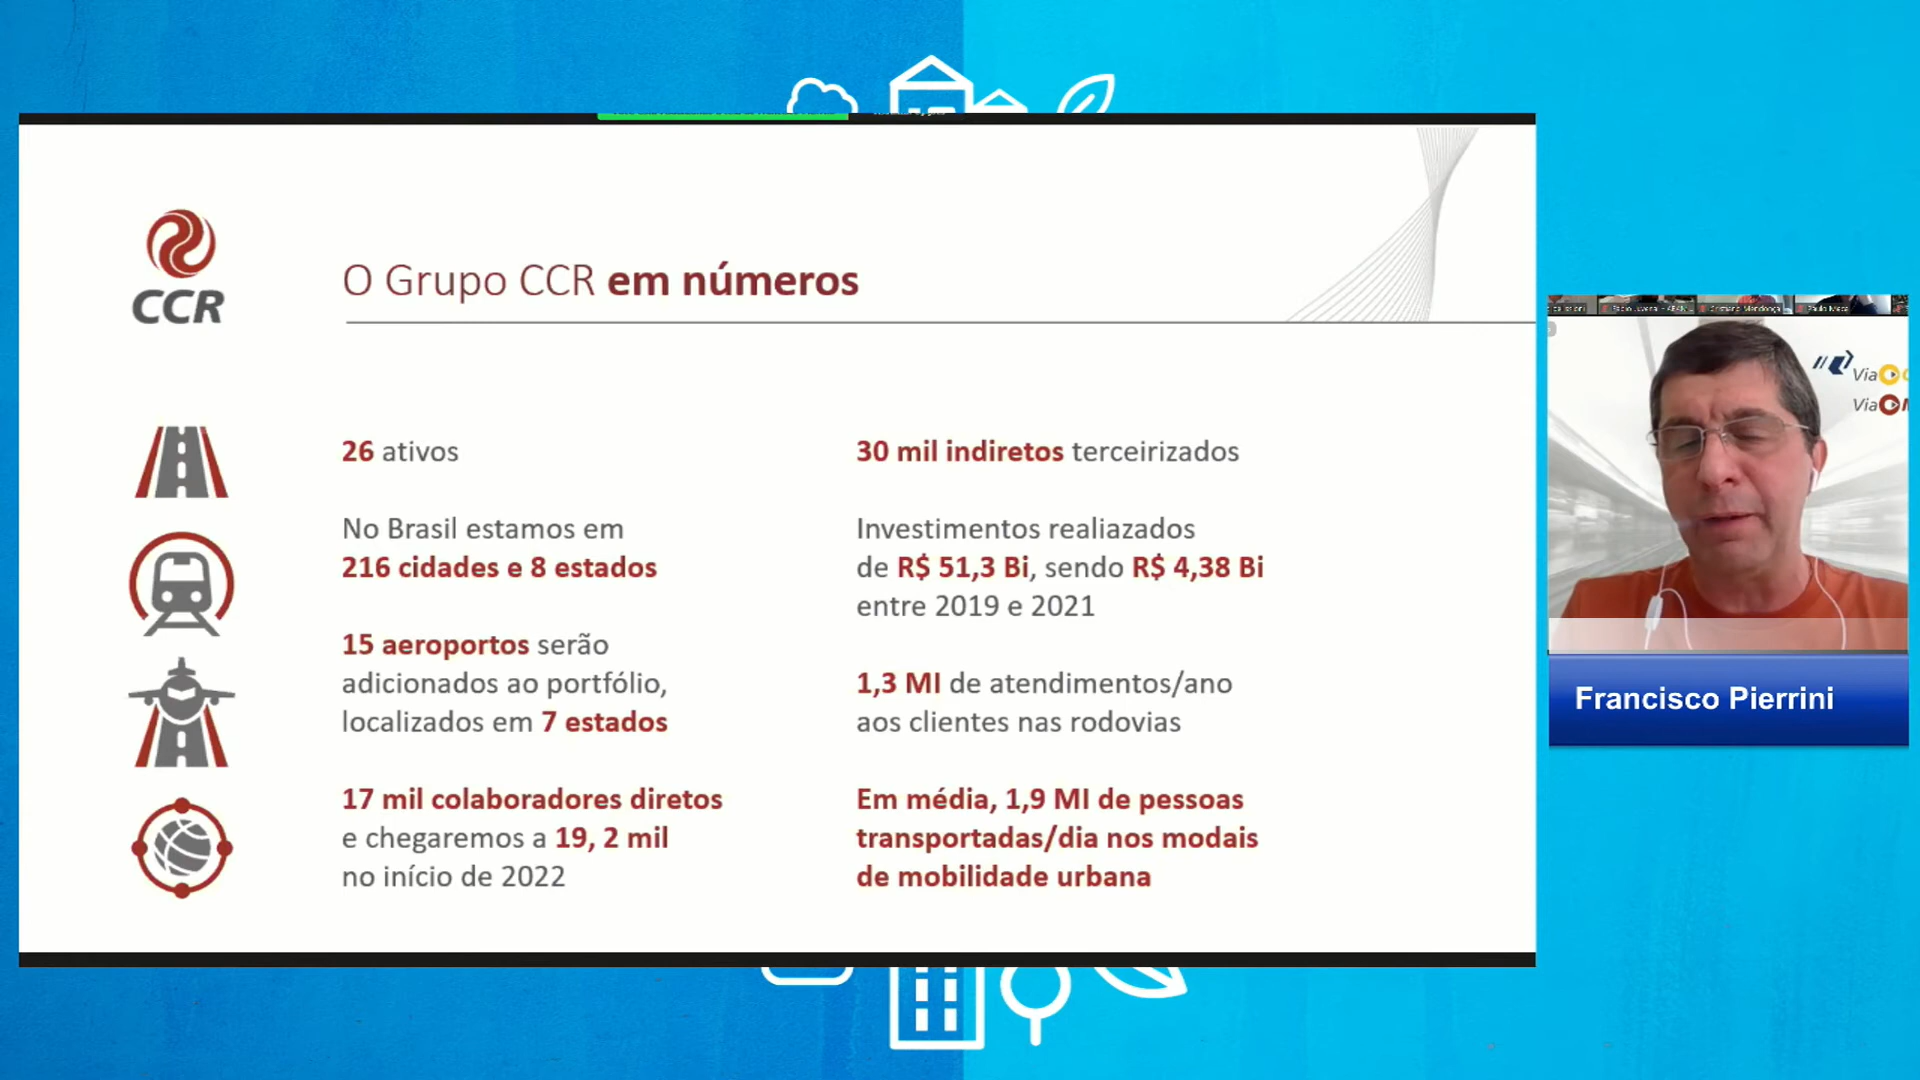 CCR
O Grupo CCR em números
26 ativos
No Brasil estamos em
216 cidades e 8 estados
15 aeroportos serão
adicionados ao portfólio,
localizados em 7 estados
17 mil colaboradores diretos
e chegaremos a 19, 2 mil
no início de 2022
30 mil indiretos terceirizados
Investimentos realiazados
de R$ 51,3 Bi, sendo R$ 4,38 Bi
entre 2019 e 2021
1,3 MI de atendimentos/ano
aos clientes nas rodovias
Em média, 1,9 MI de pessoas
transportadas/dia nos modais
de mobilidade urbana
Cristiano Mendonça
Via
Via
Francisco Pierrini